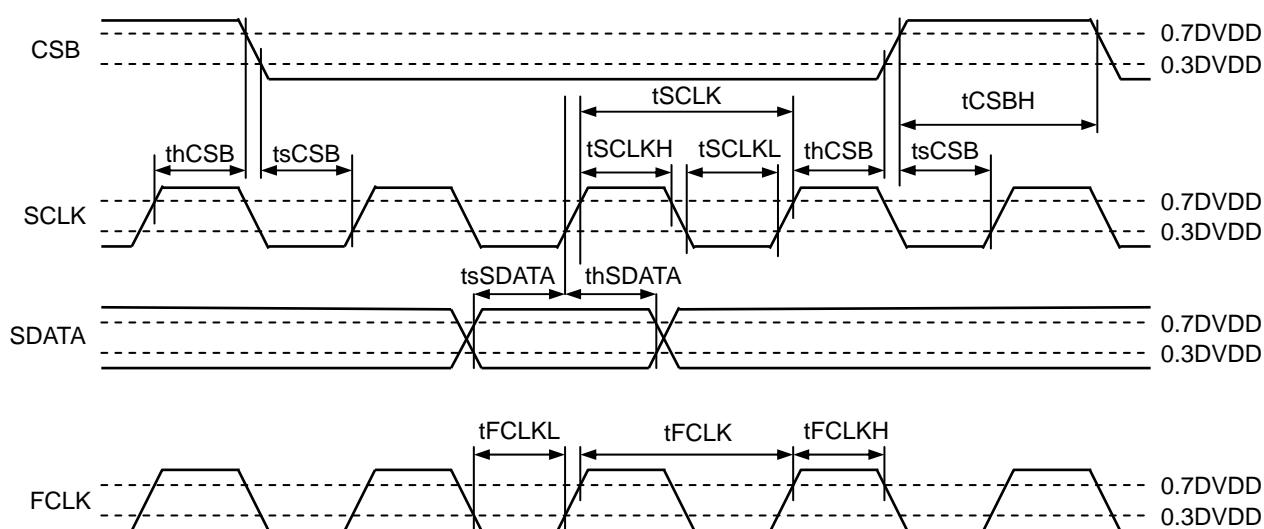 CSB
0.7DVDD
0.3DVDD
tSCLK
tCSBH
thCSB
tsCSB
tSCLKH
tSCLKL
thCSB
tsCSB
SCLK
0.7DVDD
0.3DVDD
tsSDATA
thSDATA
SDATA
0.7DVDD
0.3DVDD
tFCLKL
tFCLK
tFCLKH
FCLK
0.7DVDD
0.3DVDD